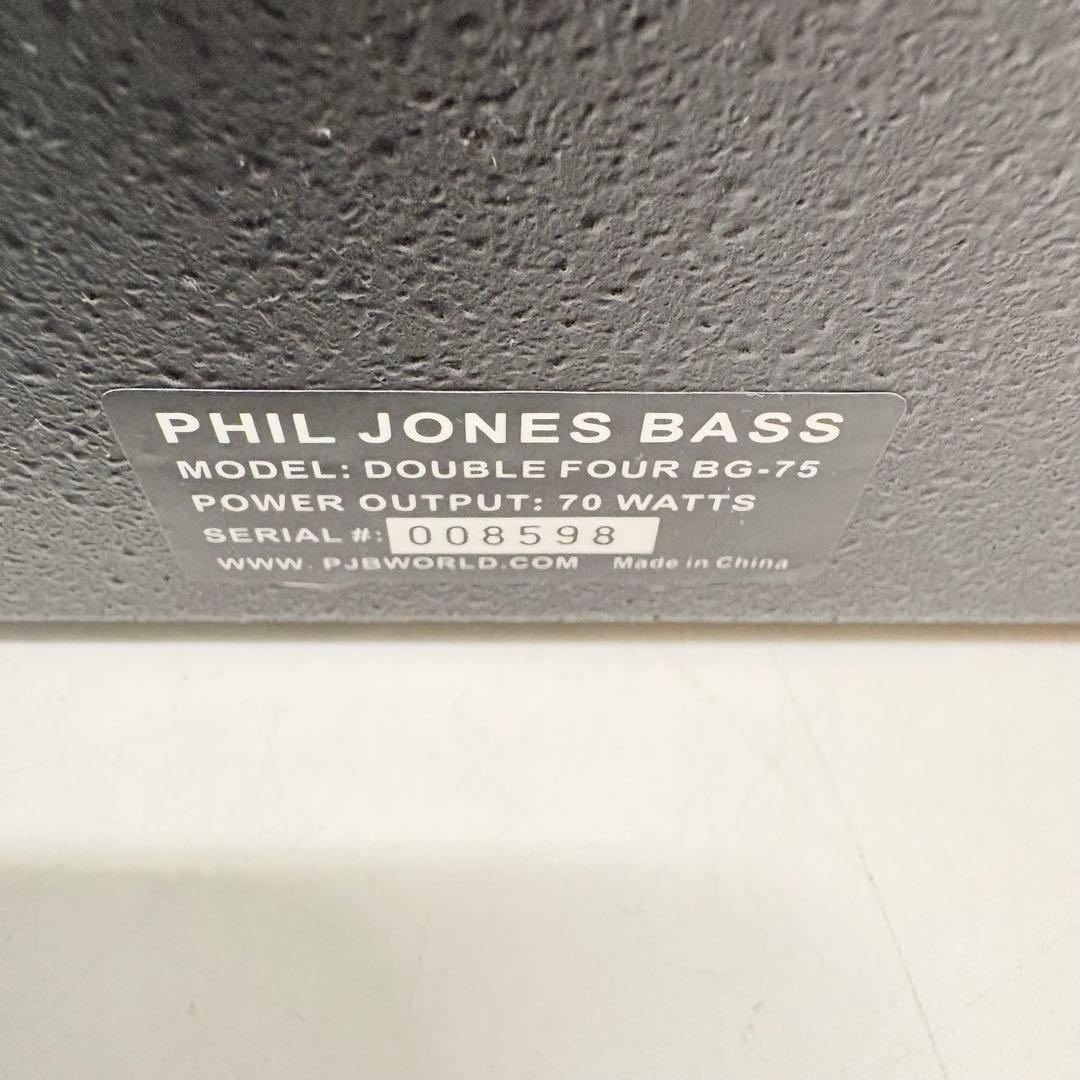 PHIL JONES BASS
MODEL: DOUBLE FOUR BG-75
POWER OUTPUT: 70 WATTS
SERIAL #: 008598
WWW. PJBWORLD.COM Made in China